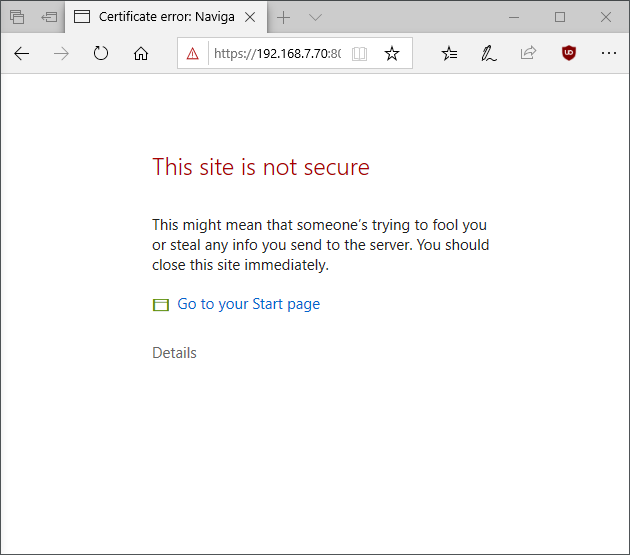 Certificate error: Naviga
https://192.168.7.70:80
This site is not secure
This might mean that someone's trying to fool you
or steal any info you send to the server. You should
close this site immediately.
Go to your Start page
Details